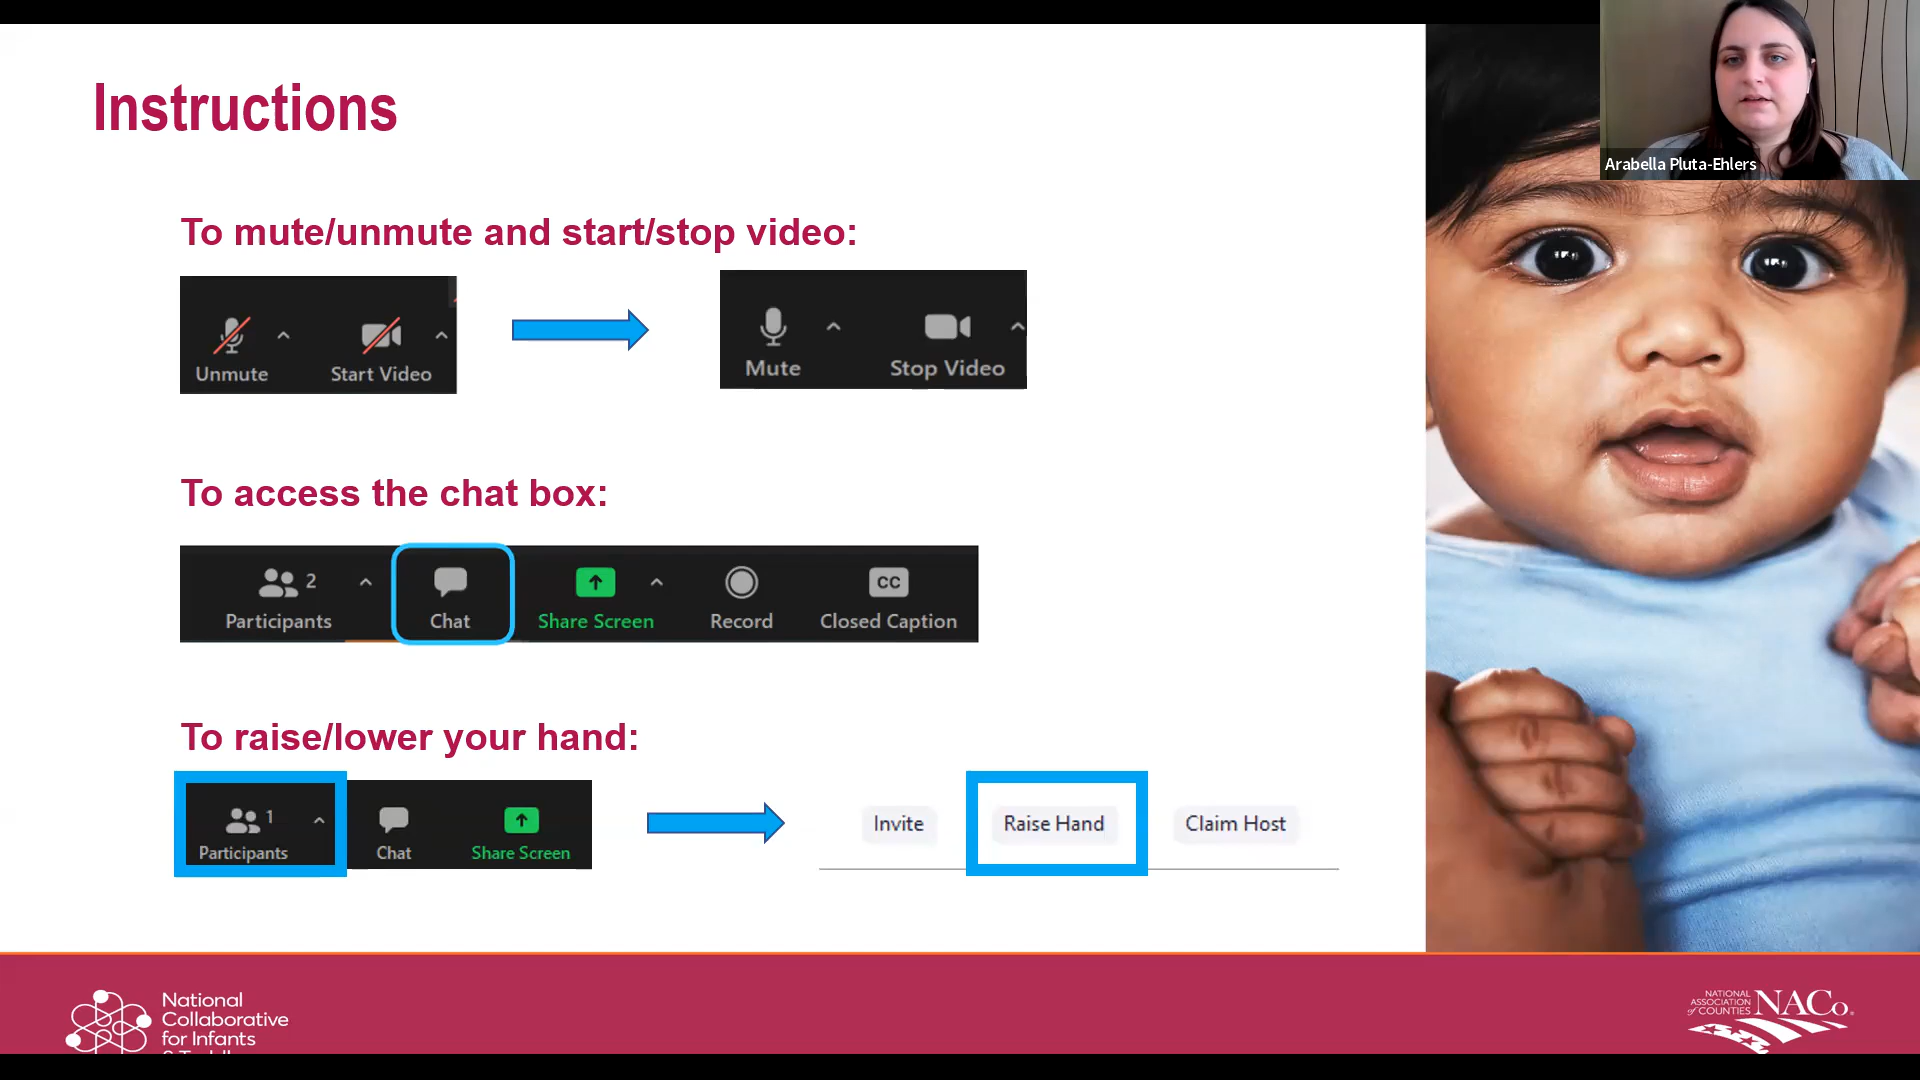 Instructions
Arabella Pluta-Ehlers
To mute/unmute and start/stop video:
Unmute Start Video
Mute Stop Video
To access the chat box:
2 CC
Participants Chat Share Screen Record Closed Caption
To raise/lower your hand:
1
Participants Chat Share Screen
Invite Raise Hand Claim Host
National
Collaborative
for Infants
NATIONAL
ASSOCIATION
of COUNTIES NACo.